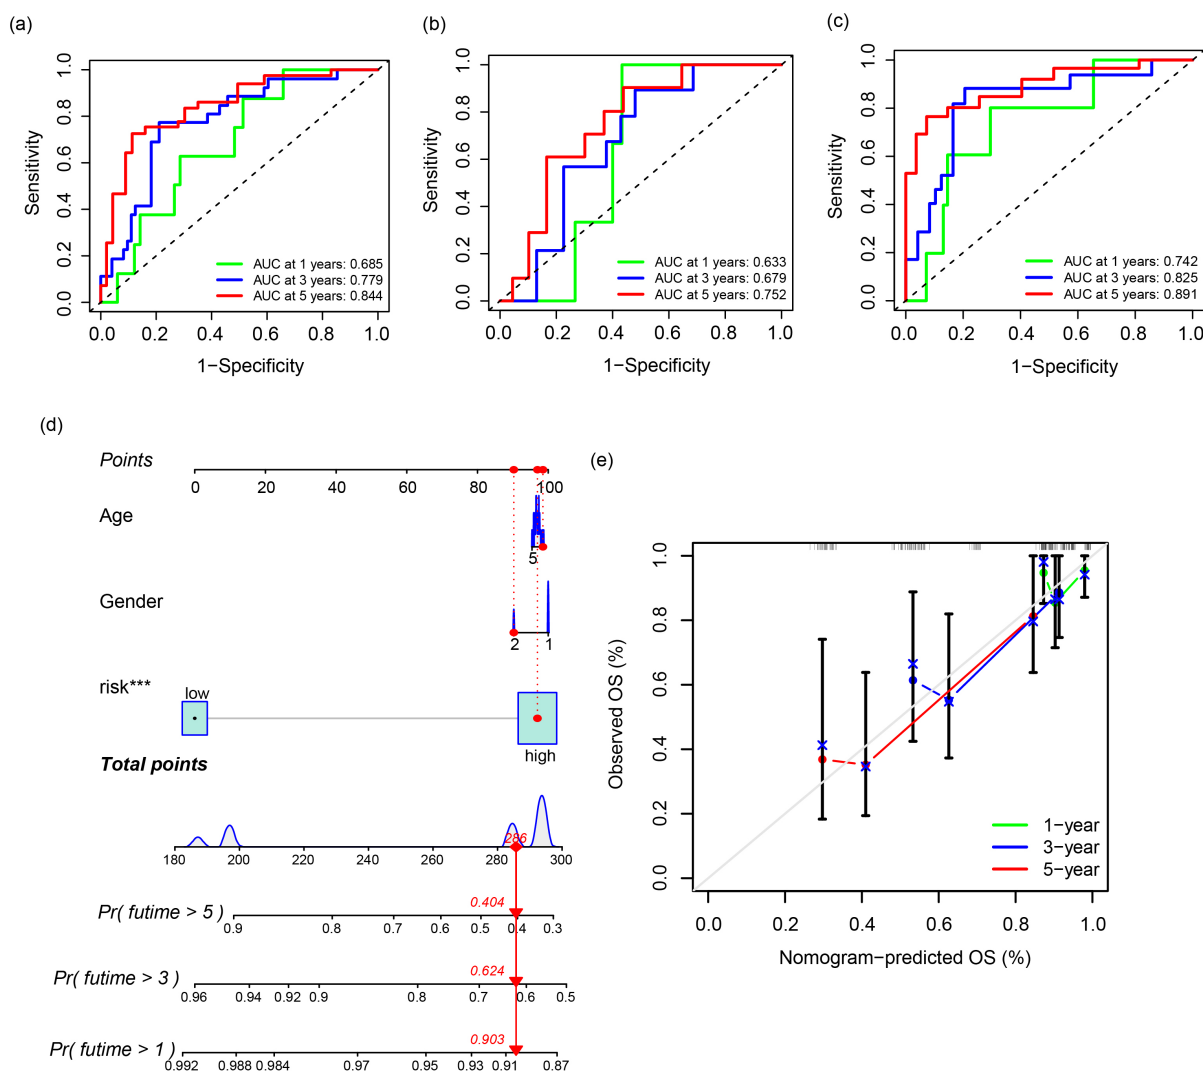 (a)
Sensitivity
0.0 0.2 0.4 0.6 0.8 1.0
AUC at 1 years: 0.685
AUC at 3 years: 0.779
AUC at 5 years: 0.844
0.0 0.2 0.4 0.6 0.8 1.0
1−Specificity
(b)
Sensitivity
0.0 0.2 0.4 0.6 0.8 1.0
AUC at 1 years: 0.633
AUC at 3 years: 0.679
AUC at 5 years: 0.752
0.0 0.2 0.4 0.6 0.8 1.0
1−Specificity
(c)
Sensitivity
0.0 0.2 0.4 0.6 0.8 1.0
AUC at 1 years: 0.742
AUC at 3 years: 0.825
AUC at 5 years: 0.891
0.0 0.2 0.4 0.6 0.8 1.0
1−Specificity
(d)
Points
0 20 40 60 80 100
Age
5
Gender
2 1
risk***
low
high
Total points
286
180 200 220 240 260 280 300
0.404
Pr( futime > 5 )
0.9 0.8 0.7 0.6 0.5 0.4 0.3
0.624
Pr( futime > 3 )
0.96 0.94 0.92 0.9 0.8 0.7 0.6 0.5
0.903
Pr( futime > 1 )
0.992 0.988 0.984 0.97 0.95 0.93 0.91 0.87
(e)
Observed OS (%)
0.0 0.2 0.4 0.6 0.8 1.0
1−year
3−year
5−year
0.0 0.2 0.4 0.6 0.8 1.0
Nomogram−predicted OS (%)